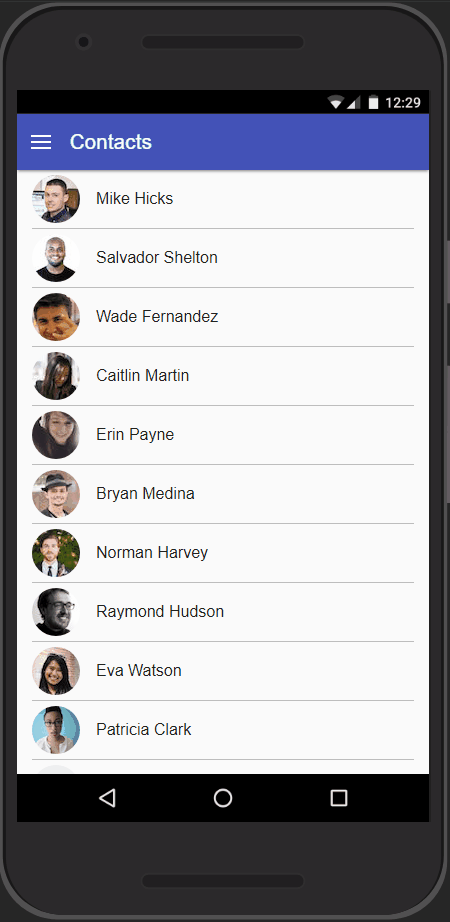 12:29
Contacts
Mike Hicks
Salvador Shelton
Wade Fernandez
Caitlin Martin
Erin Payne
Bryan Medina
Norman Harvey
Raymond Hudson
Eva Watson
Patricia Clark